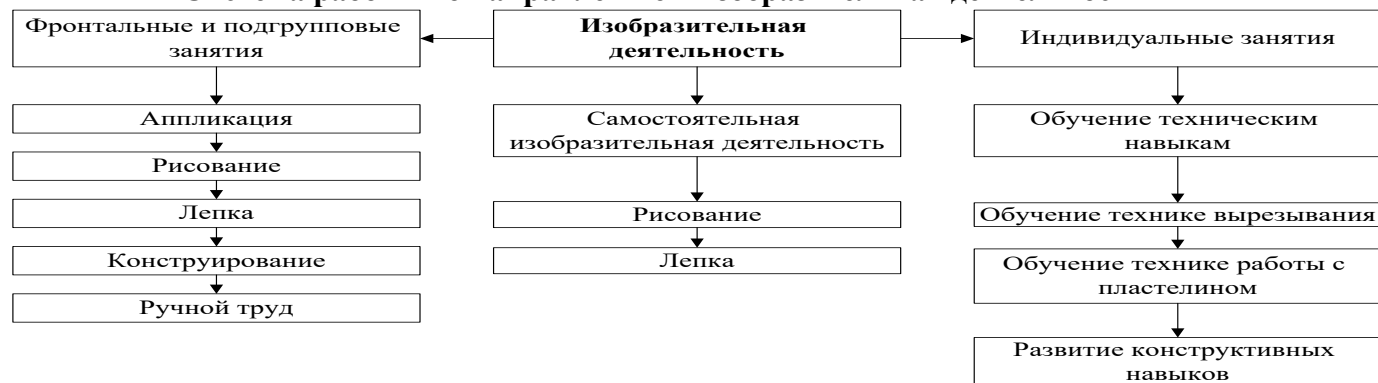 Фронтальные и подгрупповые
занятия
Изобразительная
деятельность
Индивидуальные занятия
Аппликация
Рисование
Лепка
Конструирование
Ручной труд
Самостоятельная
изобразительная деятельность
Рисование
Лепка
Обучение техническим
навыкам
Обучение технике вырезывания
Обучение технике работы с
пластелином
Развитие конструктивных
навыков